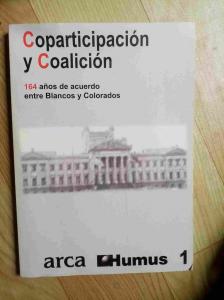 Coparticipación
y Coalición
164 años de acuerdo
entre Blancos y Colorados
arca Humus 1